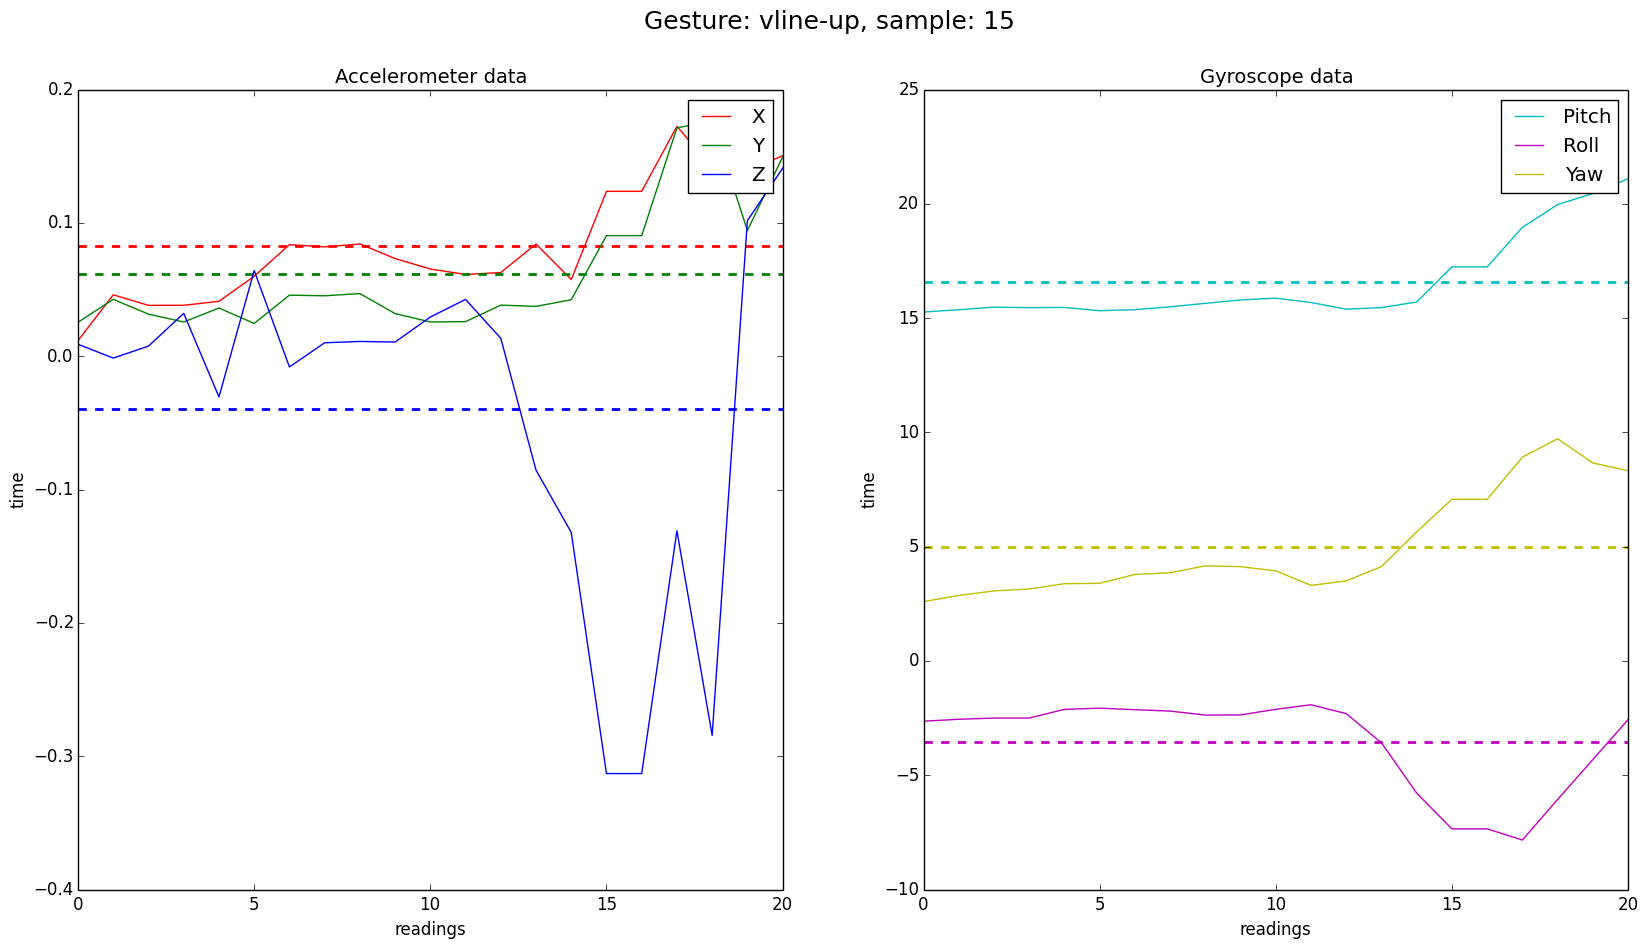 Gesture: vline-up, sample: 15
Accelerometer data
0.2
0.1
0.0
−0.1
−0.2
−0.3
−0.4
time
X
Y
Z
0
5
10
15
20
readings
Gyroscope data
25
20
15
10
5
0
−5
−10
time
Pitch
Roll
Yaw
0
5
10
15
20
readings